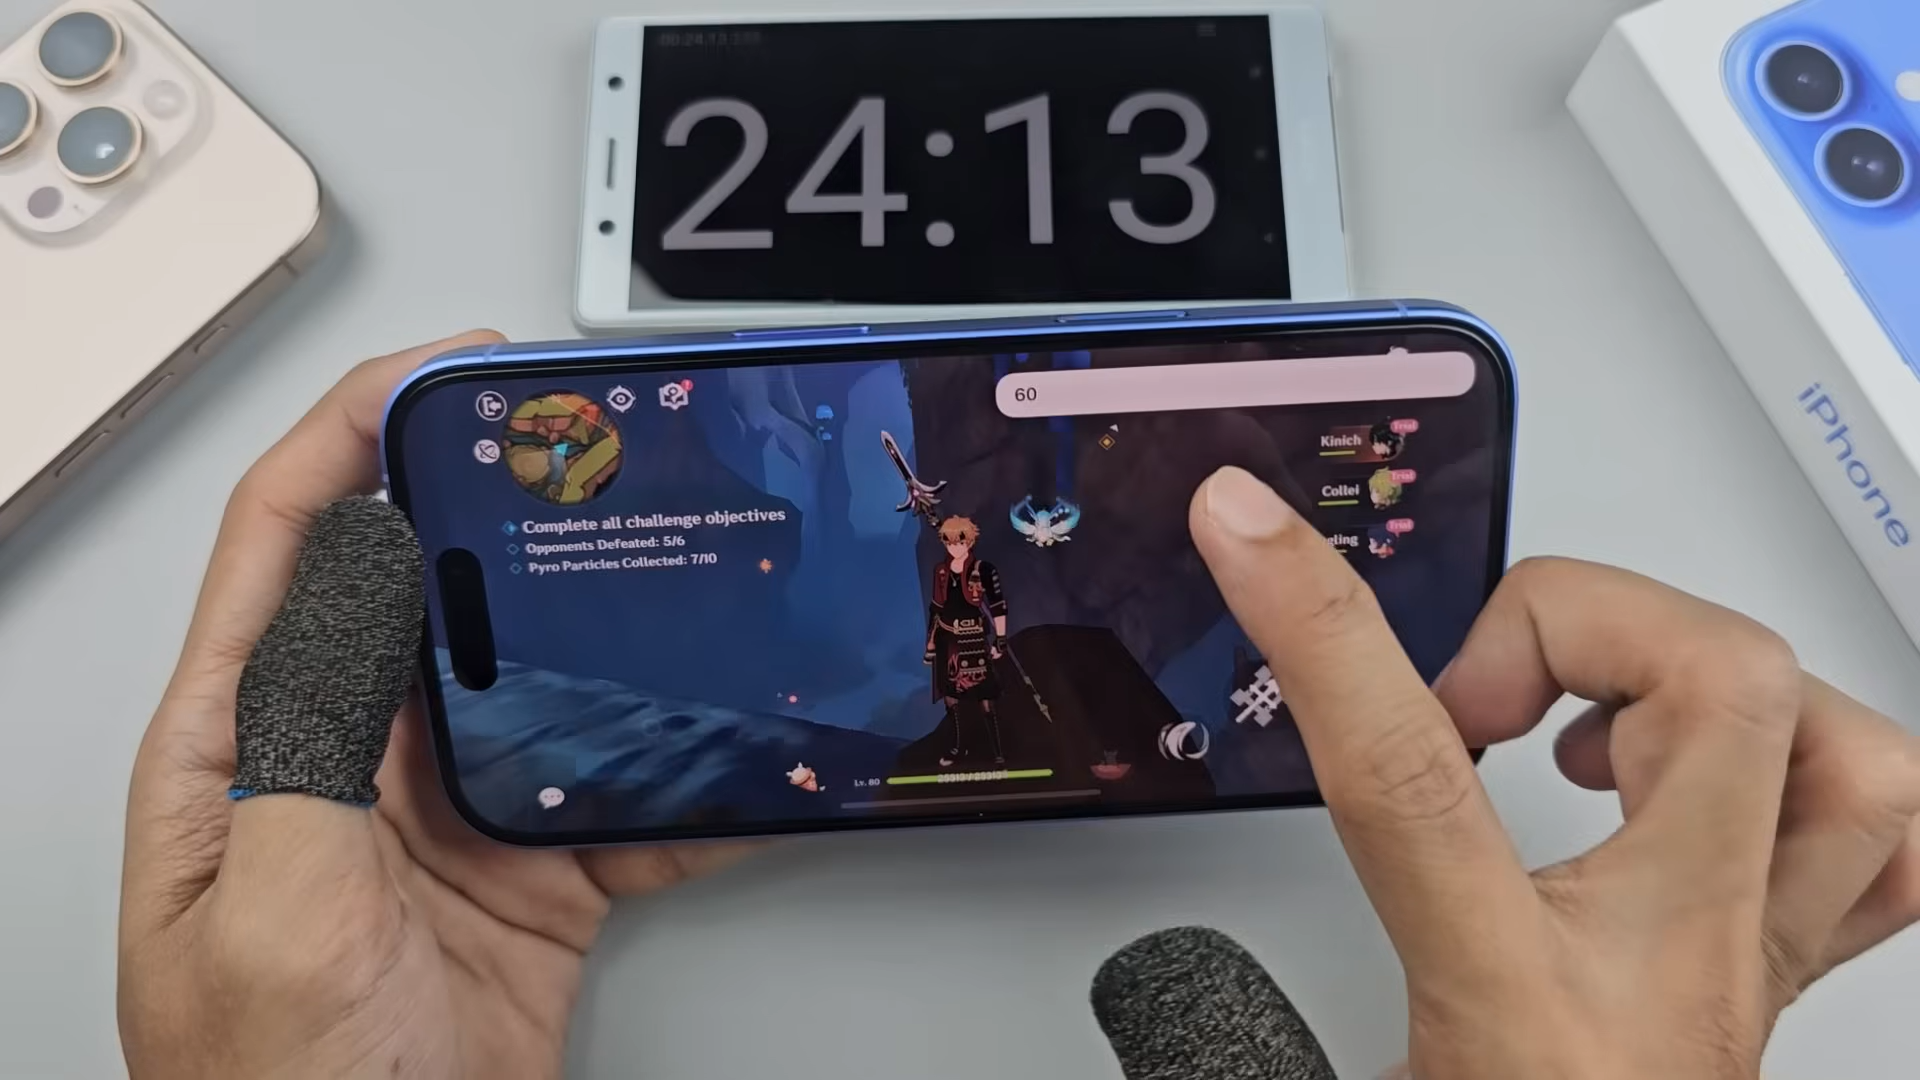 24:13
60
Kinich
Trial
Collei
Trial
gling
Trial
Complete all challenge objectives
Opponents Defeated: 5/6
Pyro Particles Collected: 7/10
Lv. 80
iPhone